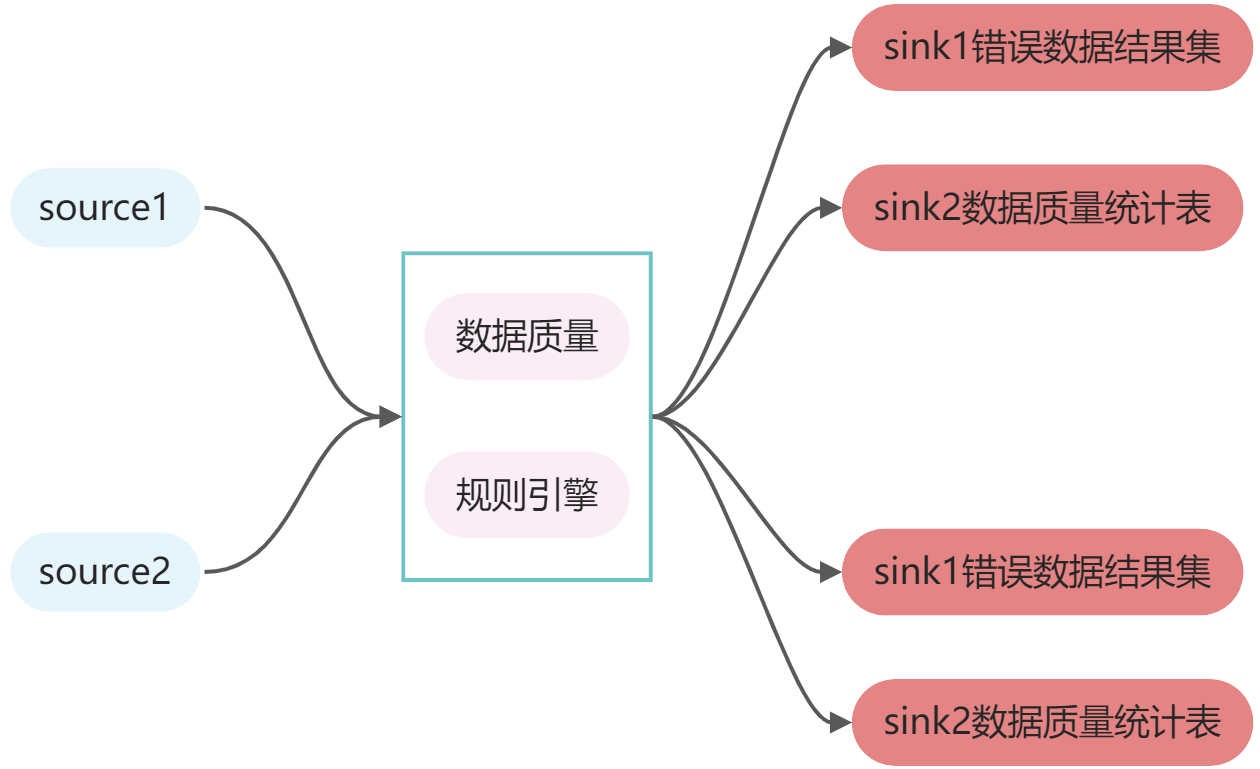 source1
source2
数据质量
规则引擎
sink1错误数据结果集
sink2数据质量统计表
sink1错误数据结果集
sink2数据质量统计表